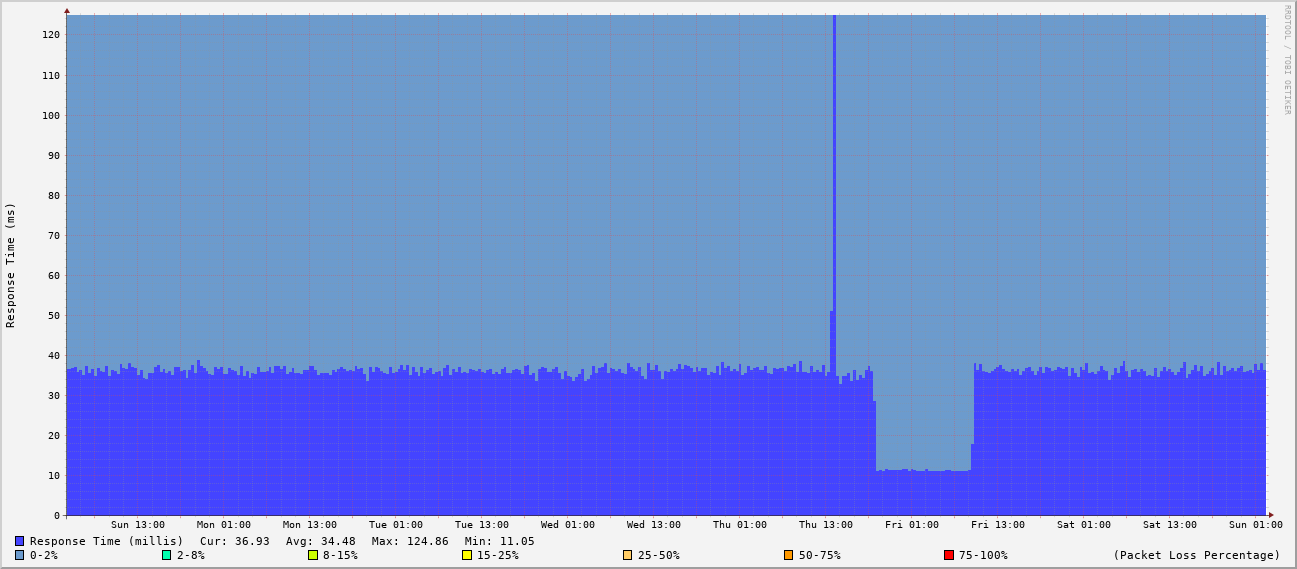 RRDTOOL / TOBI OETIKER
Response Time (ms)
120
110
100
90
80
70
60
50
40
30
20
10
0
Sun 13:00 Mon 01:00 Mon 13:00 Tue 01:00 Tue 13:00 Wed 01:00 Wed 13:00 Thu 01:00 Thu 13:00 Fri 01:00 Fri 13:00 Sat 01:00 Sat 13:00 Sun 01:00
Response Time (millis) Cur: 36.93 Avg: 34.48 Max: 124.86 Min: 11.05
0-2% 2-8% 8-15% 15-25% 25-50% 50-75% 75-100% (Packet Loss Percentage)